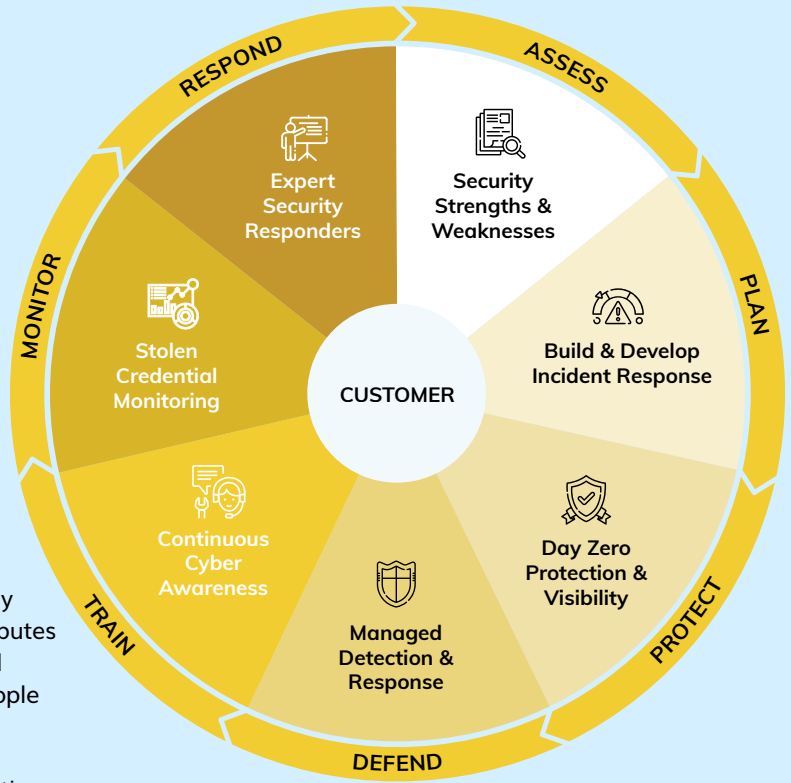 RESPOND
ASSESS
Expert
Security
Responders
Security
Strengths &
Weaknesses
MONITOR
PLAN
Stolen
Credential
Monitoring
Build & Develop
Incident Response
CUSTOMER
Continuous
Cyber
Awareness
Day Zero
Protection &
Visibility
Managed
Detection &
Response
TRAIN
PROTECT
DEFEND